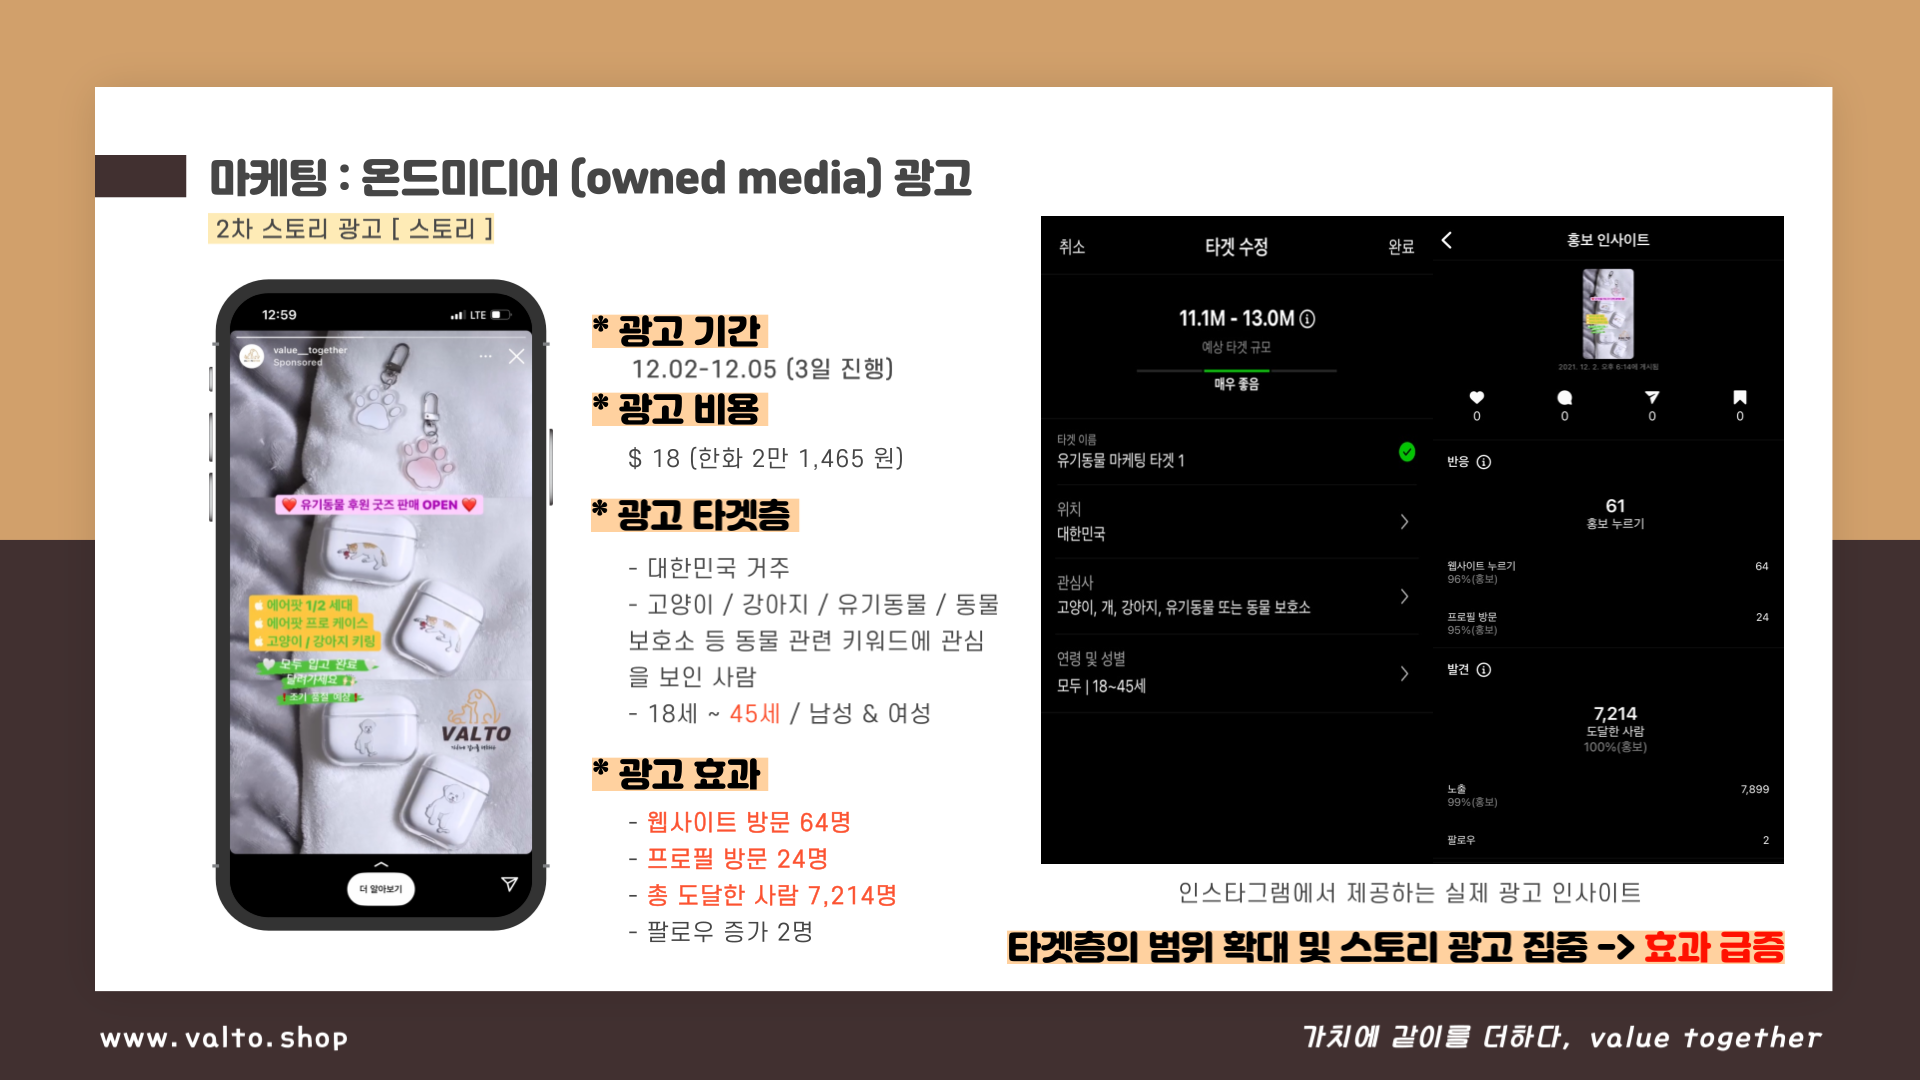 마케팅 : 온드미디어 (owned media) 광고
2차 스토리 광고 [ 스토리 ]
12:59
LTE
value__together
Sponsored
❤️ 유기동물 후원 굿즈 판매 OPEN ❤️
에어팟 1/2 세대
에어팟 프로 케이스
고양이 / 강아지 키링
모두 입고 완료
달려가세요
VALTO
더 알아보기
* 광고 기간
12.02-12.05 (3일 진행)
* 광고 비용
$ 18 (한화 2만 1,465 원)
* 광고 타겟층
- 대한민국 거주
- 고양이 / 강아지 / 유기동물 / 동물
보호소 등 동물 관련 키워드에 관심
을 보인 사람
- 18세 ~ 45세 / 남성 & 여성
* 광고 효과
- 웹사이트 방문 64명
- 프로필 방문 24명
- 총 도달한 사람 7,214명
- 팔로우 증가 2명
취소 타겟 수정 완료
11.1M - 13.0M
예상 타겟 규모
매우 좋음
타겟 이름
유기동물 마케팅 타겟 1
위치
대한민국
관심사
고양이, 개, 강아지, 유기동물 또는 동물 보호소
연령 및 성별
모두 | 18~45세
홍보 인사이트
2021. 12. 2. 오후 6:14에 게시됨
0 0 0 0
반응
61
홍보 누르기
웹사이트 누르기 64
96%(홍보)
프로필 방문 24
95%(홍보)
발견
7,214
도달한 사람
100%(홍보)
노출 7,899
99%(홍보)
팔로우 2
인스타그램에서 제공하는 실제 광고 인사이트
타겟층의 범위 확대 및 스토리 광고 집중 -> 효과 급증
www.valto.shop
가치에 같이를 더하다, value together